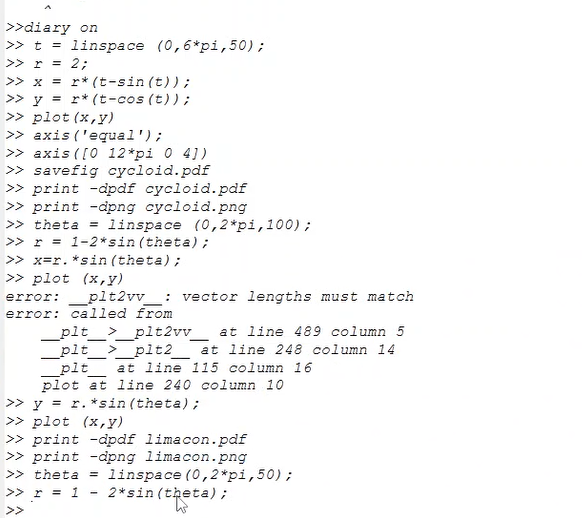 ^
>>diary on
>> t = linspace (0,6*pi,50);
>> r = 2;
>> x = r*(t-sin(t));
>> y = r*(t-cos(t));
>> plot(x,y)
>> axis('equal');
>> axis([0 12*pi 0 4])
>> savefig cycloid.pdf
>> print -dpdf cycloid.pdf
>> print -dpng cycloid.png
>> theta = linspace (0,2*pi,100);
>> r = 1-2*sin(theta);
>> x=r.*sin(theta);
>> plot (x,y)
error: __plt2vv__: vector lengths must match
error: called from
__plt__>__plt2vv__ at line 489 column 5
__plt__>__plt2__ at line 248 column 14
__plt__ at line 115 column 16
plot at line 240 column 10
>> y = r.*sin(theta);
>> plot (x,y)
>> print -dpdf limacon.pdf
>> print -dpng limacon.png
>> theta = linspace(0,2*pi,50);
>> r = 1 - 2*sin(theta);
>>